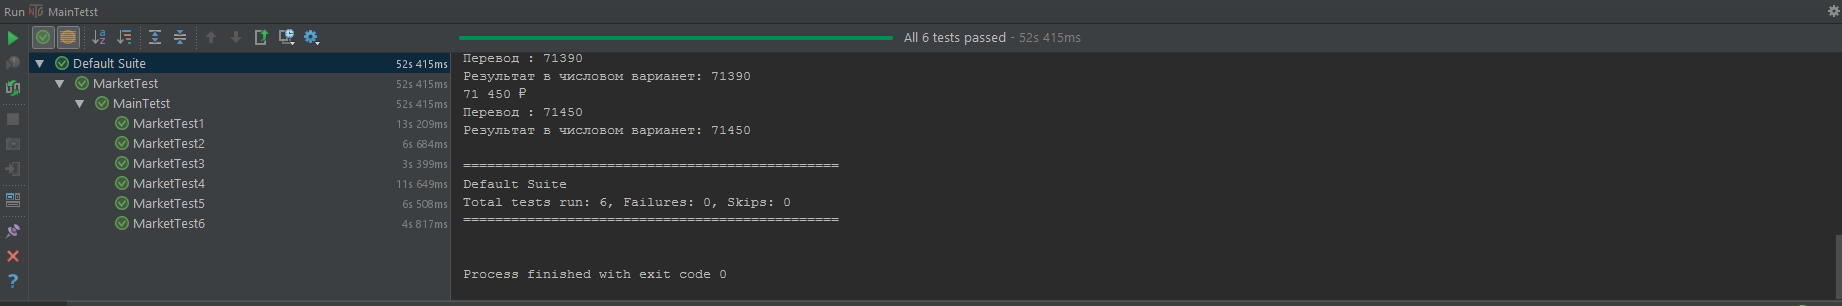 Run MainTetst
All 6 tests passed - 52s 415ms
Default Suite 52s 415ms
MarketTest 52s 415ms
MainTetst 52s 415ms
MarketTest1 13s 209ms
MarketTest2 6s 684ms
MarketTest3 3s 399ms
MarketTest4 11s 649ms
MarketTest5 6s 508ms
MarketTest6 4s 817ms
Перевод : 71390
Результат в числовом варианет: 71390
71 450 ₽
Перевод : 71450
Результат в числовом варианет: 71450
===============================================
Default Suite
Total tests run: 6, Failures: 0, Skips: 0
===============================================
Process finished with exit code 0